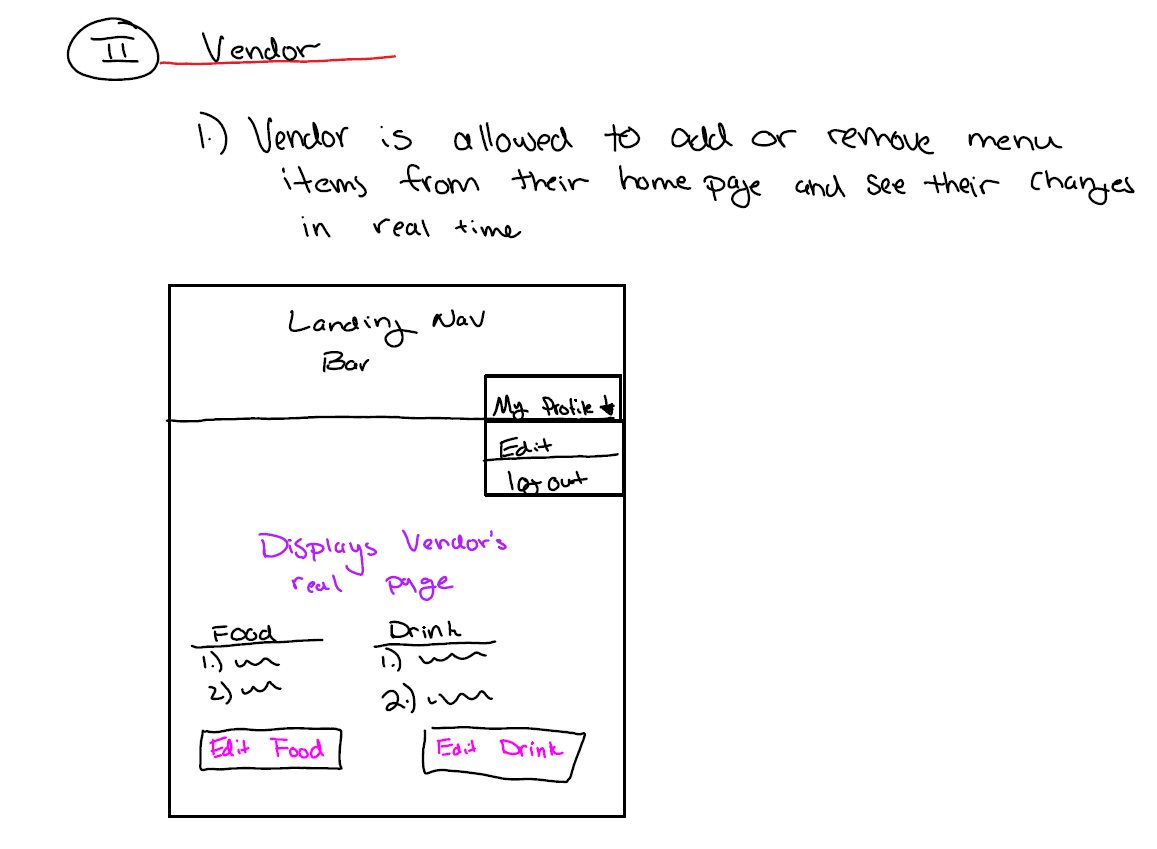 II Vendor
1.) Vendor is allowed to add or remove menu
items from their home page and see their changes
in real time
Landing Nav
Bar
My Profile
Edit
log out
Displays Vendor's
real page
Food Drink
1.) 1.)
2) 2.)
Edit Food Edit Drink